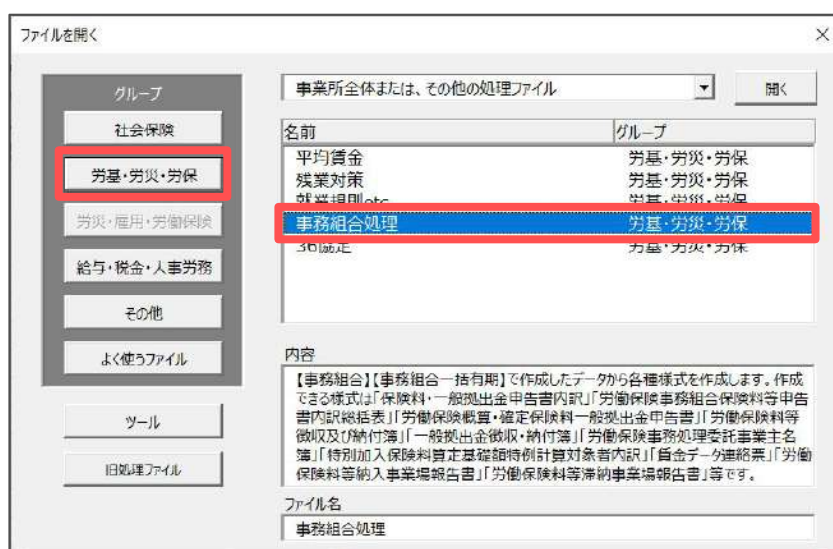 ファイルを開く
グループ
社会保険
労基・労災・労保
労災・雇用・労働保険
給与・税金・人事労務
その他
よく使うファイル
ツール
旧処理ファイル
事業所全体または、その他の処理ファイル
開く
名前 グループ
平均賃金 労基・労災・労保
残業対策 労基・労災・労保
就業規則etc 労基・労災・労保
事務組合処理 労基・労災・労保
36協定 労基・労災・労保
内容
【事務組合】【事務組合一括有期】で作成したデータから各種様式を作成します。作成
できる様式は「保険料・一般拠出金申告書内訳」「労働保険事務組合保険料等申告
書内訳総括表」「労働保険概算・確定保険料一般拠出金申告書」「労働保険料等
徴収及び納付簿」「一般拠出金徴収・納付簿」「労働保険事務処理委託事業主名
簿」「特別加入保険料算定基礎額特例計算対象者内訳」「賃金データ連絡票」「労働
保険料等納入事業場報告書」「労働保険料等滞納事業場報告書」等です。
ファイル名
事務組合処理